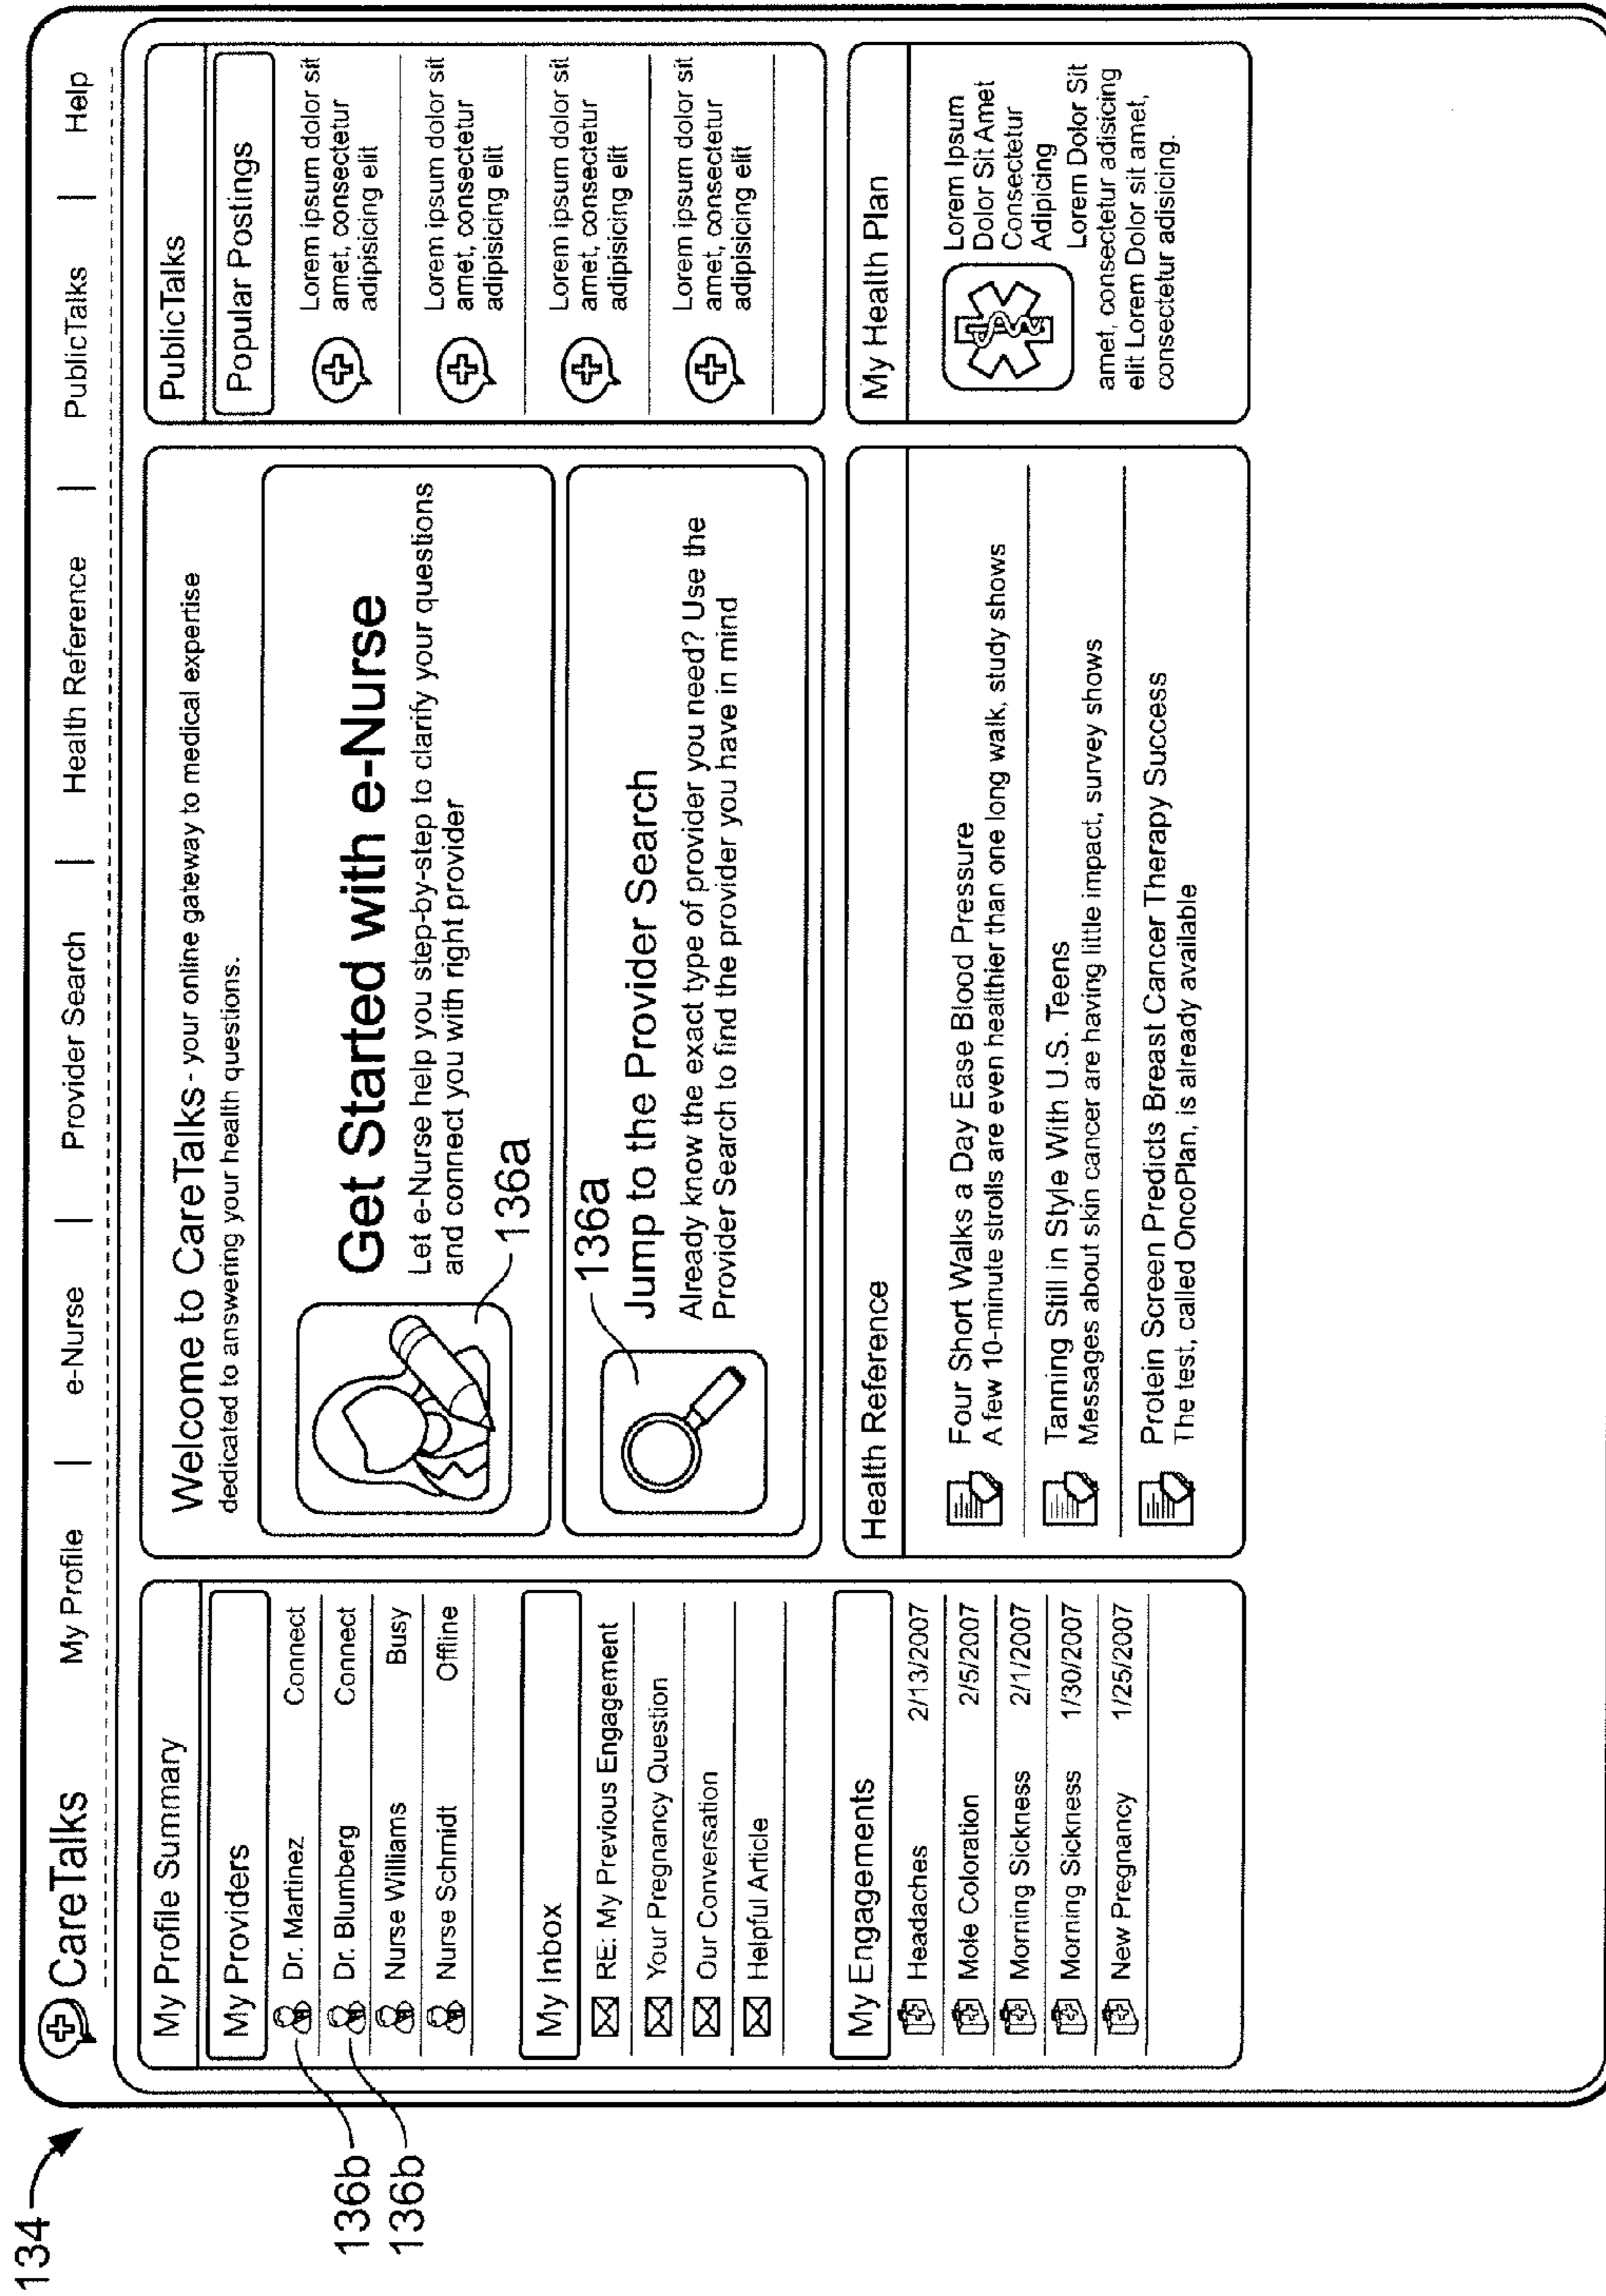 134
CareTalks
My Profile | e-Nurse | Provider Search | Health Reference | PublicTalks | Help
My Profile Summary
My Providers
Dr. Martinez Connect
Dr. Blumberg Connect
Nurse Williams Busy
Nurse Schmidt Offline
136b
136b
My Inbox
RE: My Previous Engagement
Your Pregnancy Question
Our Conversation
Helpful Article
My Engagements
Headaches 2/13/2007
Mole Coloration 2/5/2007
Morning Sickness 2/1/2007
Morning Sickness 1/30/2007
New Pregnancy 1/25/2007
Welcome to CareTalks - your online gateway to medical expertise
dedicated to answering your health questions.
Get Started with e-Nurse
Let e-Nurse help you step-by-step to clarify your questions
and connect you with right provider
136a
136a
Jump to the Provider Search
Already know the exact type of provider you need? Use the
Provider Search to find the provider you have in mind
Health Reference
Four Short Walks a Day Ease Blood Pressure
A few 10-minute strolls are even healthier than one long walk, study shows
Tanning Still in Style With U.S. Teens
Messages about skin cancer are having little impact, survey shows
Protein Screen Predicts Breast Cancer Therapy Success
The test, called OncoPlan, is already available
PublicTalks
Popular Postings
Lorem ipsum dolor sit
amet, consectetur
adipisicing elit
Lorem ipsum dolor sit
amet, consectetur
adipisicing elit
Lorem ipsum dolor sit
amet, consectetur
adipisicing elit
Lorem ipsum dolor sit
amet, consectetur
adipisicing elit
My Health Plan
Lorem Ipsum
Dolor Sit Amet
Consectetur
Adipicing
Lorem Dolor Sit
amet, consectetur adisicing
elit Lorem Dolor sit amet,
consectetur adisicing.